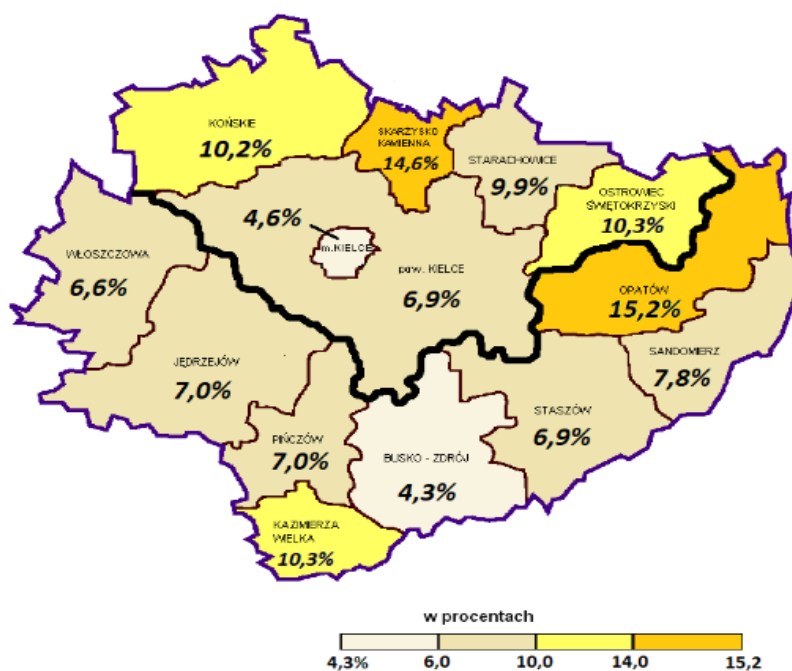 KOŃSKIE
10,2%
SKARŻYSKO
KAMIENNA
14,6%
STARACHOWICE
9,9%
OSTROWIEC
ŚWIĘTOKRZYSKI
10,3%
4,6%
m.KIELCE
WŁOSZCZOWA
6,6%
pow. KIELCE
6,9%
OPATÓW
15,2%
SANDOMIERZ
7,8%
JĘDRZEJÓW
7,0%
STASZÓW
6,9%
PIŃCZÓW
7,0%
BUSKO - ZDRÓJ
4,3%
KAZIMIERZA
WIELKA
10,3%
w procentach
4,3% 6,0 10,0 14,0 15,2